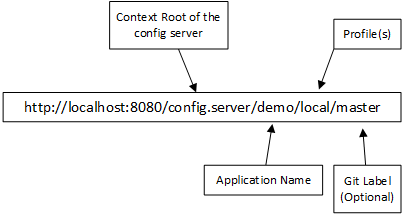 Context Root of the
config server
Profile(s)
http://localhost:8080/config.server/demo/local/master
Application Name
Git Label
(Optional)